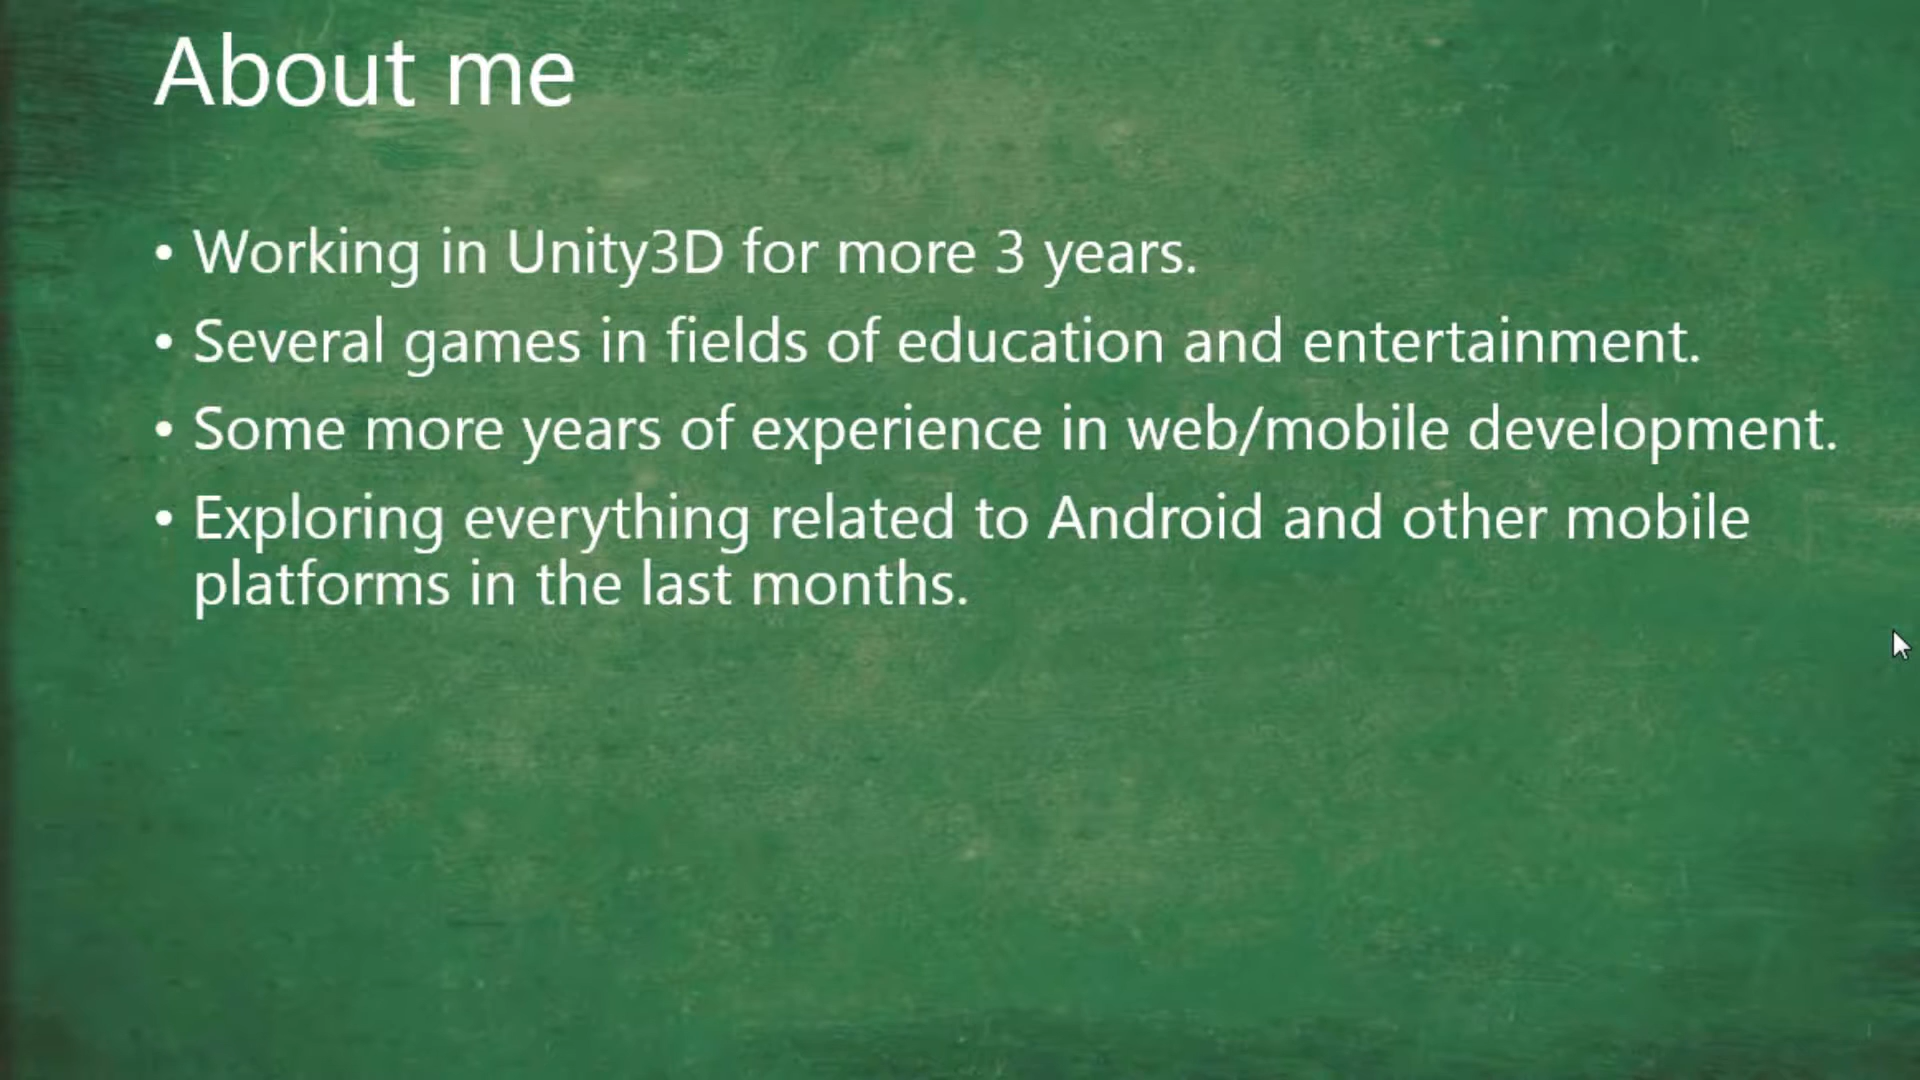 About me
• Working in Unity3D for more 3 years.
• Several games in fields of education and entertainment.
• Some more years of experience in web/mobile development.
• Exploring everything related to Android and other mobile
platforms in the last months.